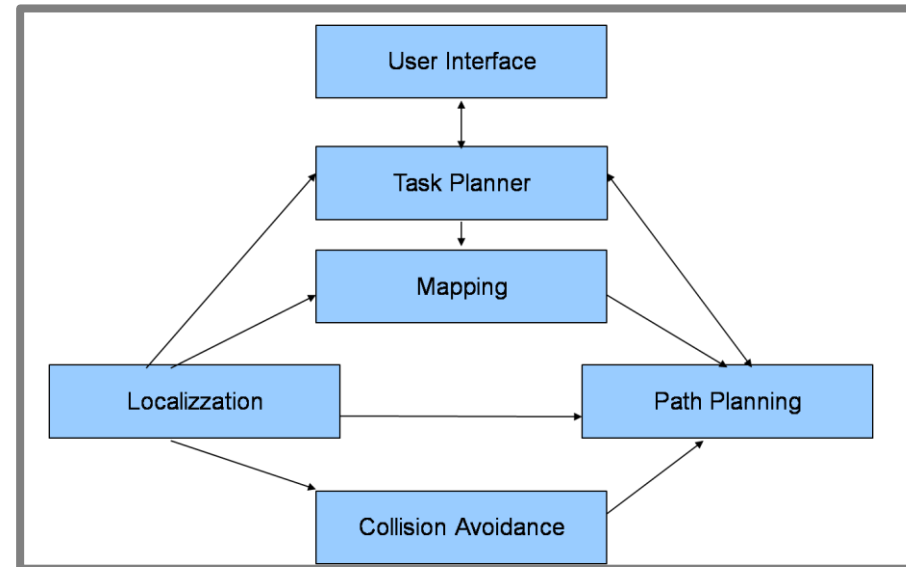 User Interface
Task Planner
Mapping
Localizzation
Path Planning
Collision Avoidance